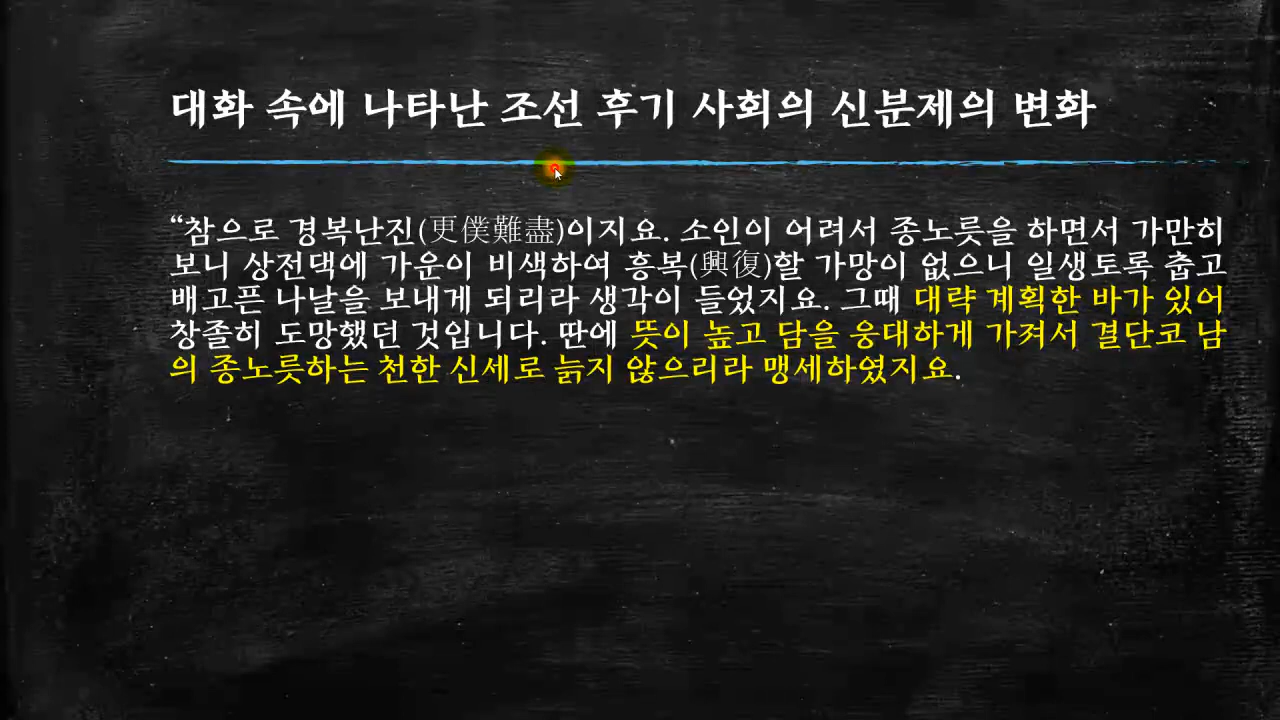 대화 속에 나타난 조선 후기 사회의 신분제의 변화
“참으로 경복난진(更僕難盡)이지요. 소인이 어려서 종노릇을 하면서 가만히
보니 상전댁에 가운이 비색하여 흥복(興復)할 가망이 없으니 일생토록 춥고
배고픈 나날을 보내게 되리라 생각이 들었지요. 그때 대략 계획한 바가 있어
창졸히 도망했던 것입니다. 딴에 뜻이 높고 담을 웅대하게 가져서 결단코 남
의 종노릇하는 천한 신세로 늙지 않으리라 맹세하였지요.